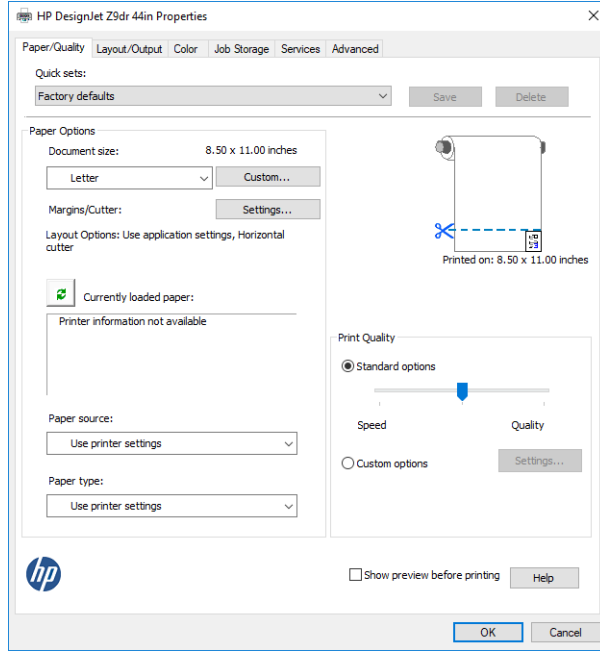 HP DesignJet Z9dr 44in Properties
Paper/Quality Layout/Output Color Job Storage Services Advanced
Quick sets:
Factory defaults
Save Delete
Paper Options
Document size: 8.50 x 11.00 inches
Letter
Custom...
Margins/Cutter:
Settings...
Layout Options: Use application settings, Horizontal
cutter
Printed on: 8.50 x 11.00 inches
Currently loaded paper:
Printer information not available
Print Quality
Standard options
Speed Quality
Custom options
Settings...
Paper source:
Use printer settings
Paper type:
Use printer settings
hp
Show preview before printing
Help
OK Cancel